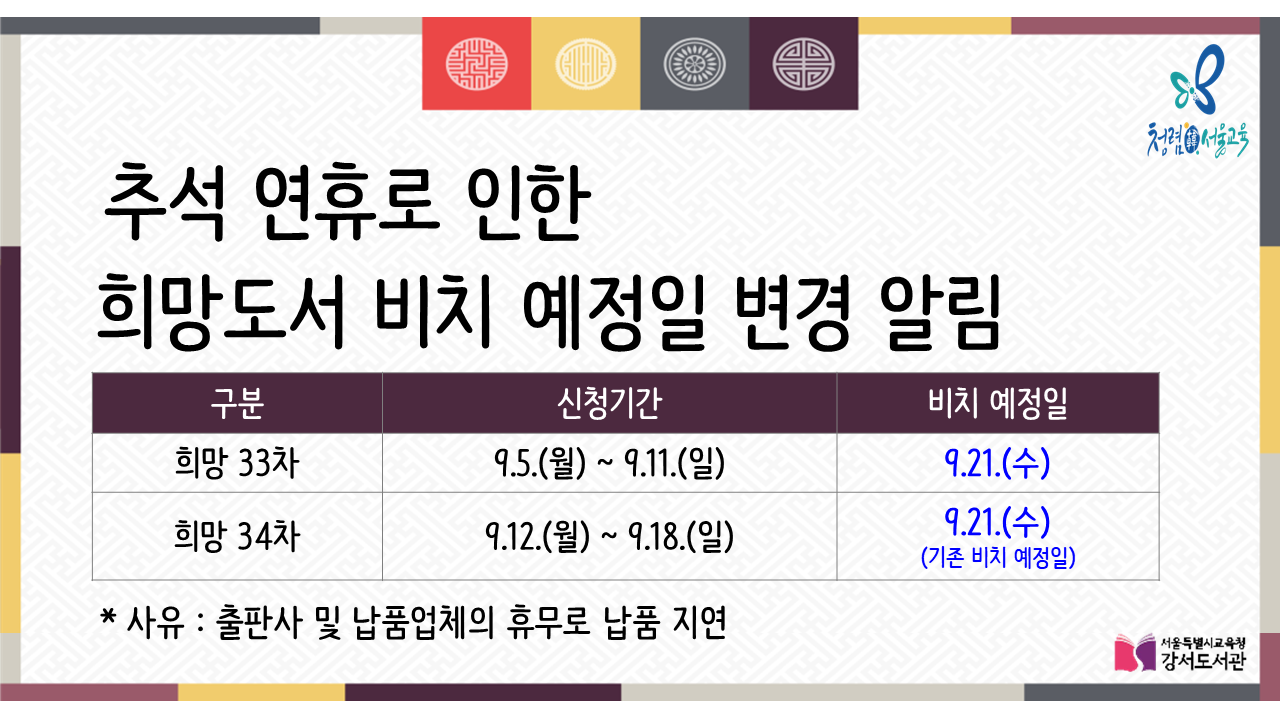 청렴韓서울교육
추석 연휴로 인한
희망도서 비치 예정일 변경 알림
구분 신청기간 비치 예정일
희망 33차 9.5.(월) ~ 9.11.(일) 9.21.(수)
희망 34차 9.12.(월) ~ 9.18.(일) 9.21.(수)
(기존 비치 예정일)
* 사유 : 출판사 및 납품업체의 휴무로 납품 지연
서울특별시교육청
강서도서관